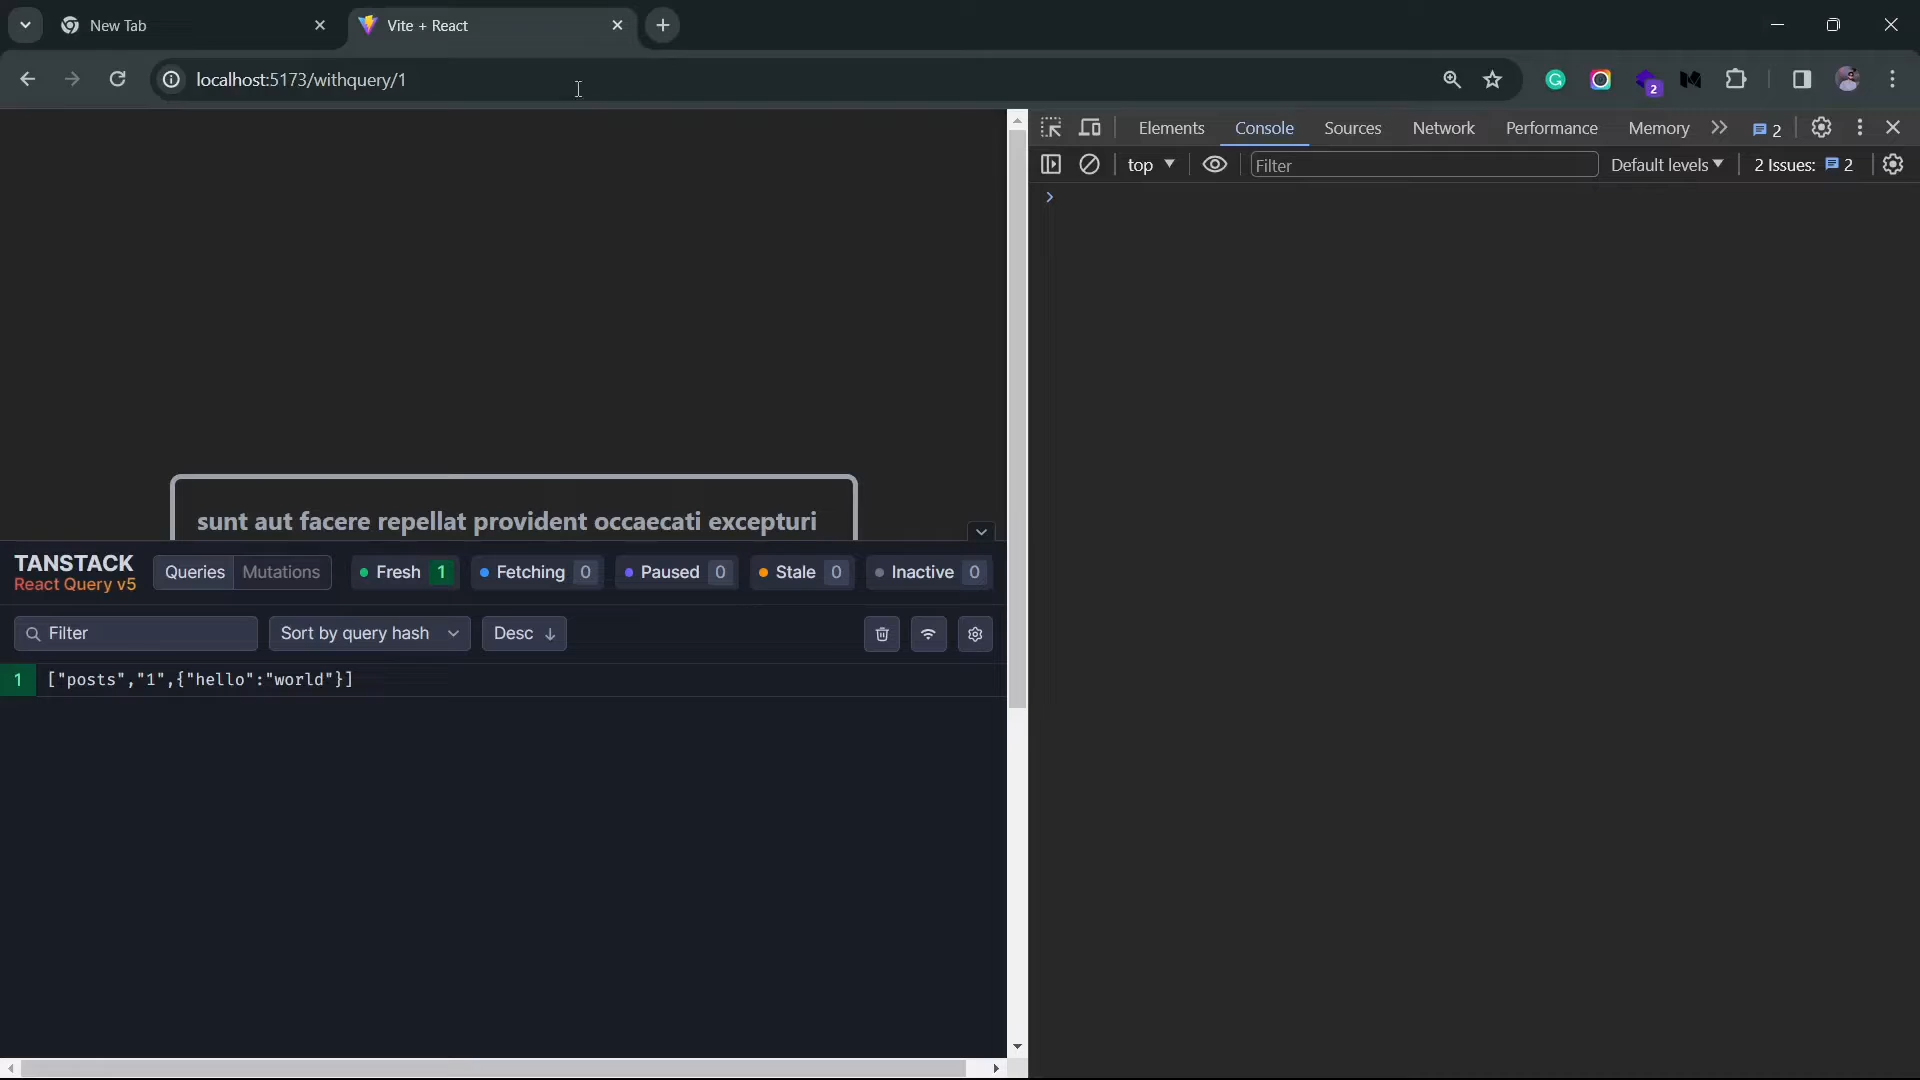 New Tab
Vite + React
localhost:5173/withquery/1
2
Elements Console Sources Network Performance Memory 2
top Filter Default levels 2 Issues: 2
sunt aut facere repellat provident occaecati excepturi
TANSTACK
React Query v5
Queries Mutations Fresh 1 Fetching 0 Paused 0 Stale 0 Inactive 0
Filter Sort by query hash Desc
1 ["posts","1",{"hello":"world"}]